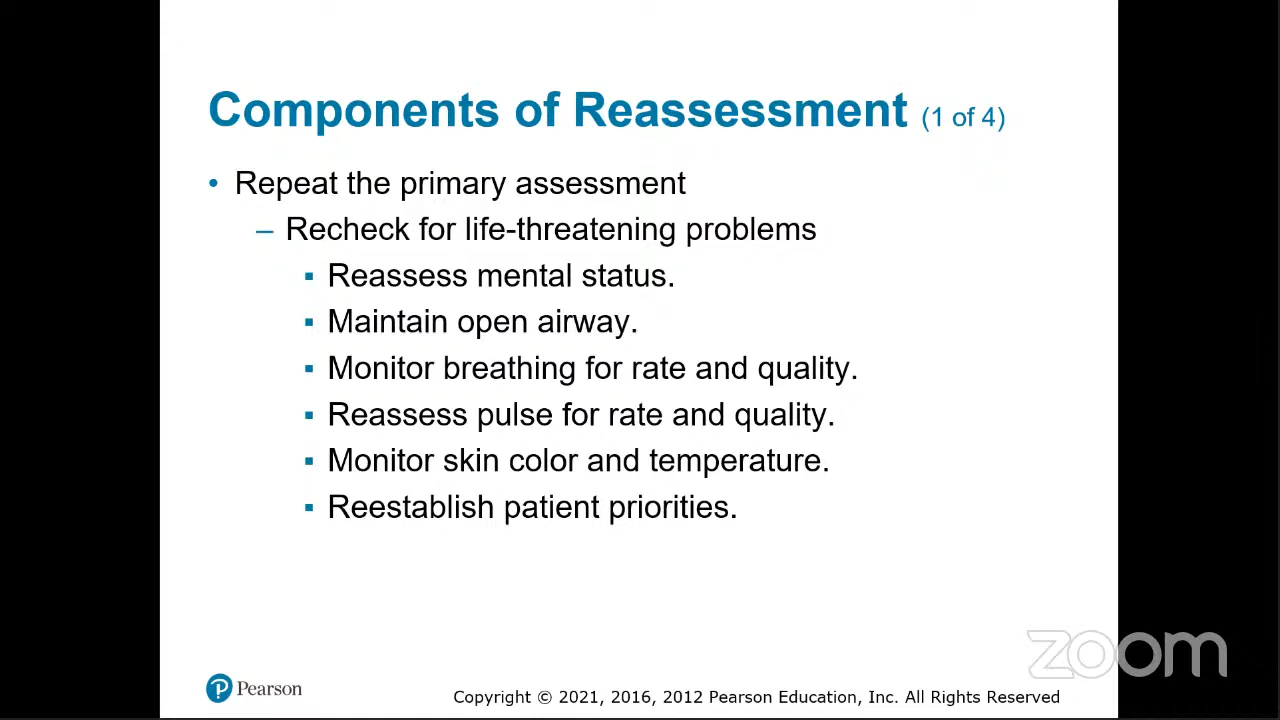 Components of Reassessment (1 of 4)
• Repeat the primary assessment
– Recheck for life-threatening problems
▪ Reassess mental status.
▪ Maintain open airway.
▪ Monitor breathing for rate and quality.
▪ Reassess pulse for rate and quality.
▪ Monitor skin color and temperature.
▪ Reestablish patient priorities.
zoom
P Pearson
Copyright © 2021, 2016, 2012 Pearson Education, Inc. All Rights Reserved